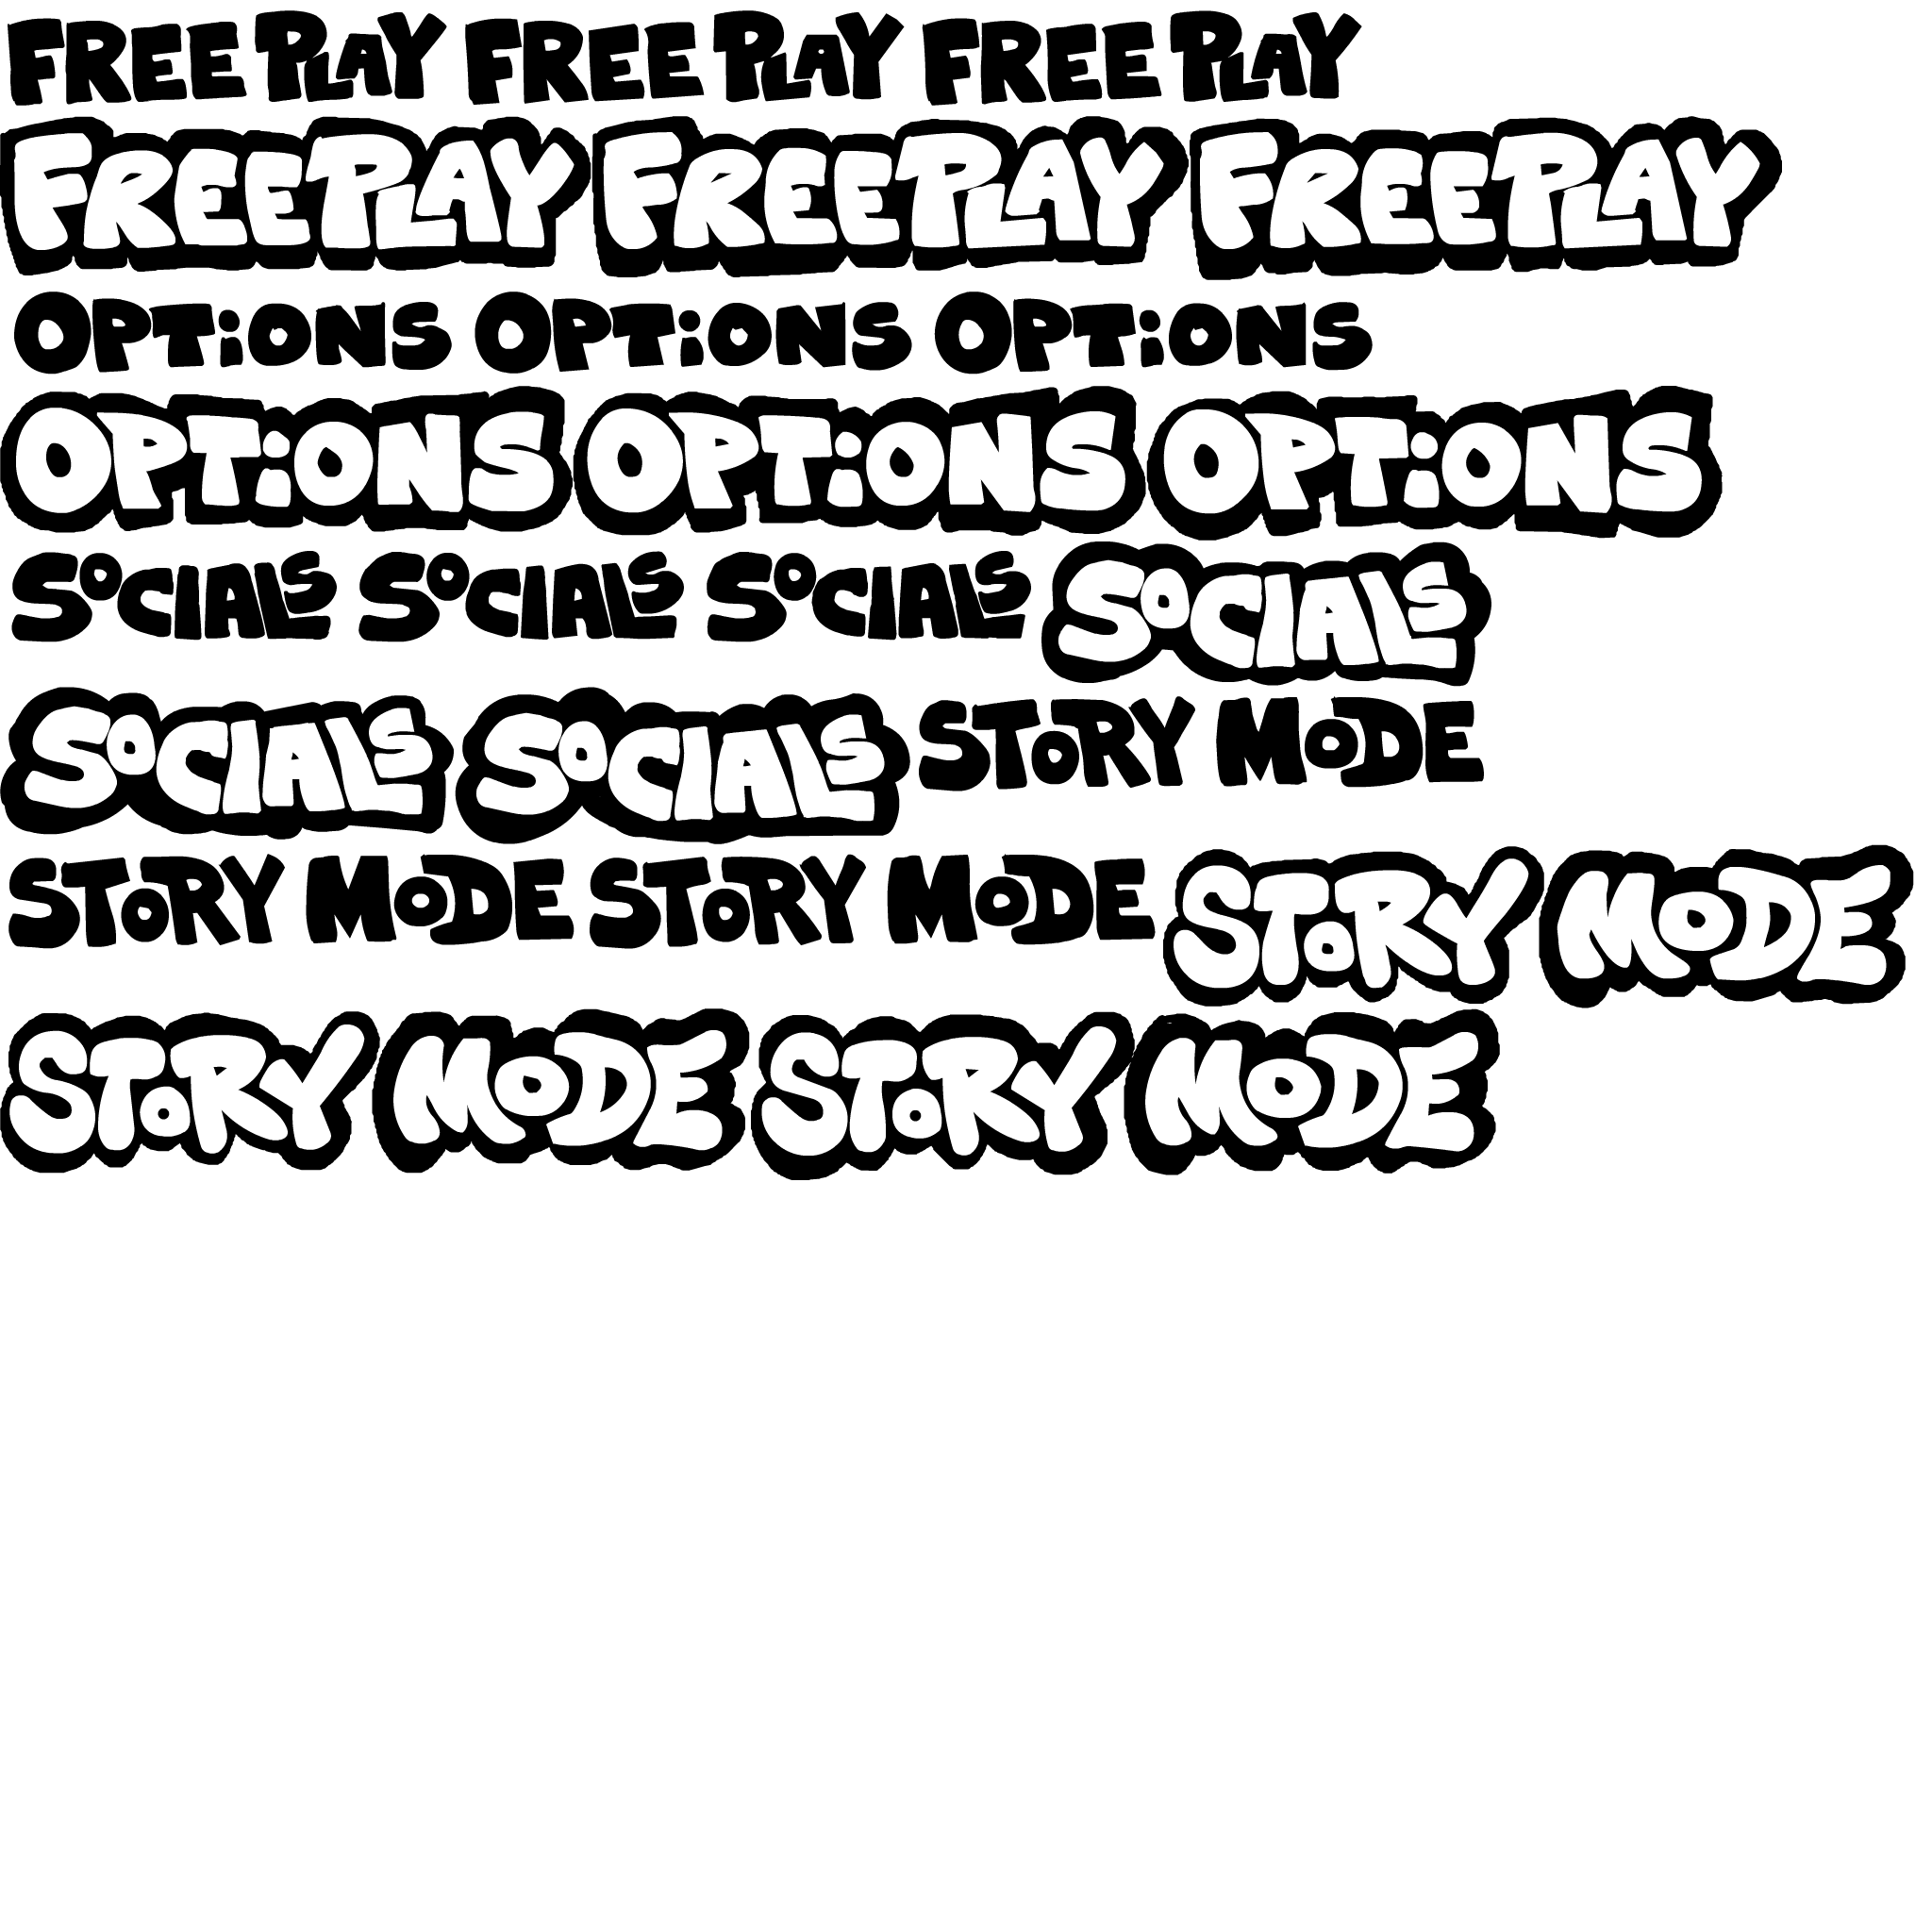 FREE PLAY FREE PLAY FREE PLAY
FREEPLAY FREEPLAY FREEPLAY
OPTiONS OPTiONS OPTiONS
OPTiONS OPTiONS OPTiONS
SOCIALS SOCIALS SOCIALS SOCIALS
SOCIALS SOCIALS STORY MODE
STORY MODE STORY MODE STORY MODE
STORY MODE STORY MODE